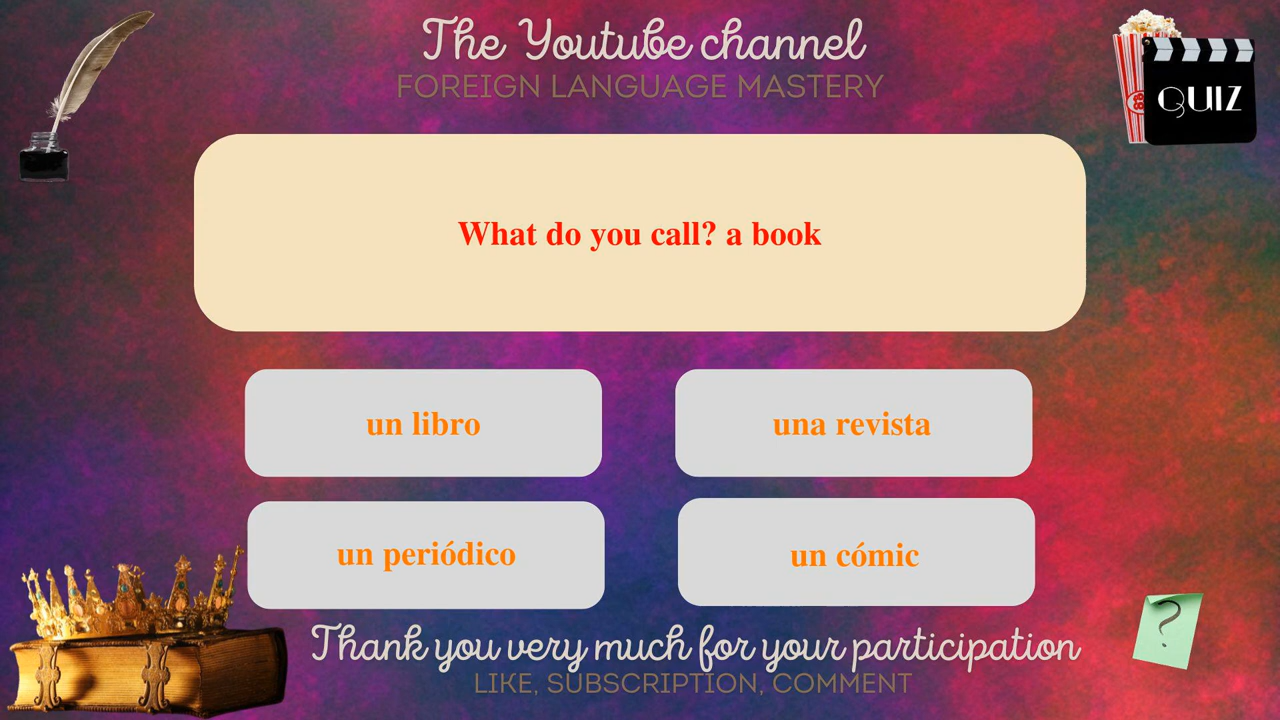 The Youtube channel
FOREIGN LANGUAGE MASTERY
QUIZ
What do you call? a book
un libro
una revista
un periódico
un cómic
?
Thank you very much for your participation
LIKE, SUBSCRIPTION, COMMENT